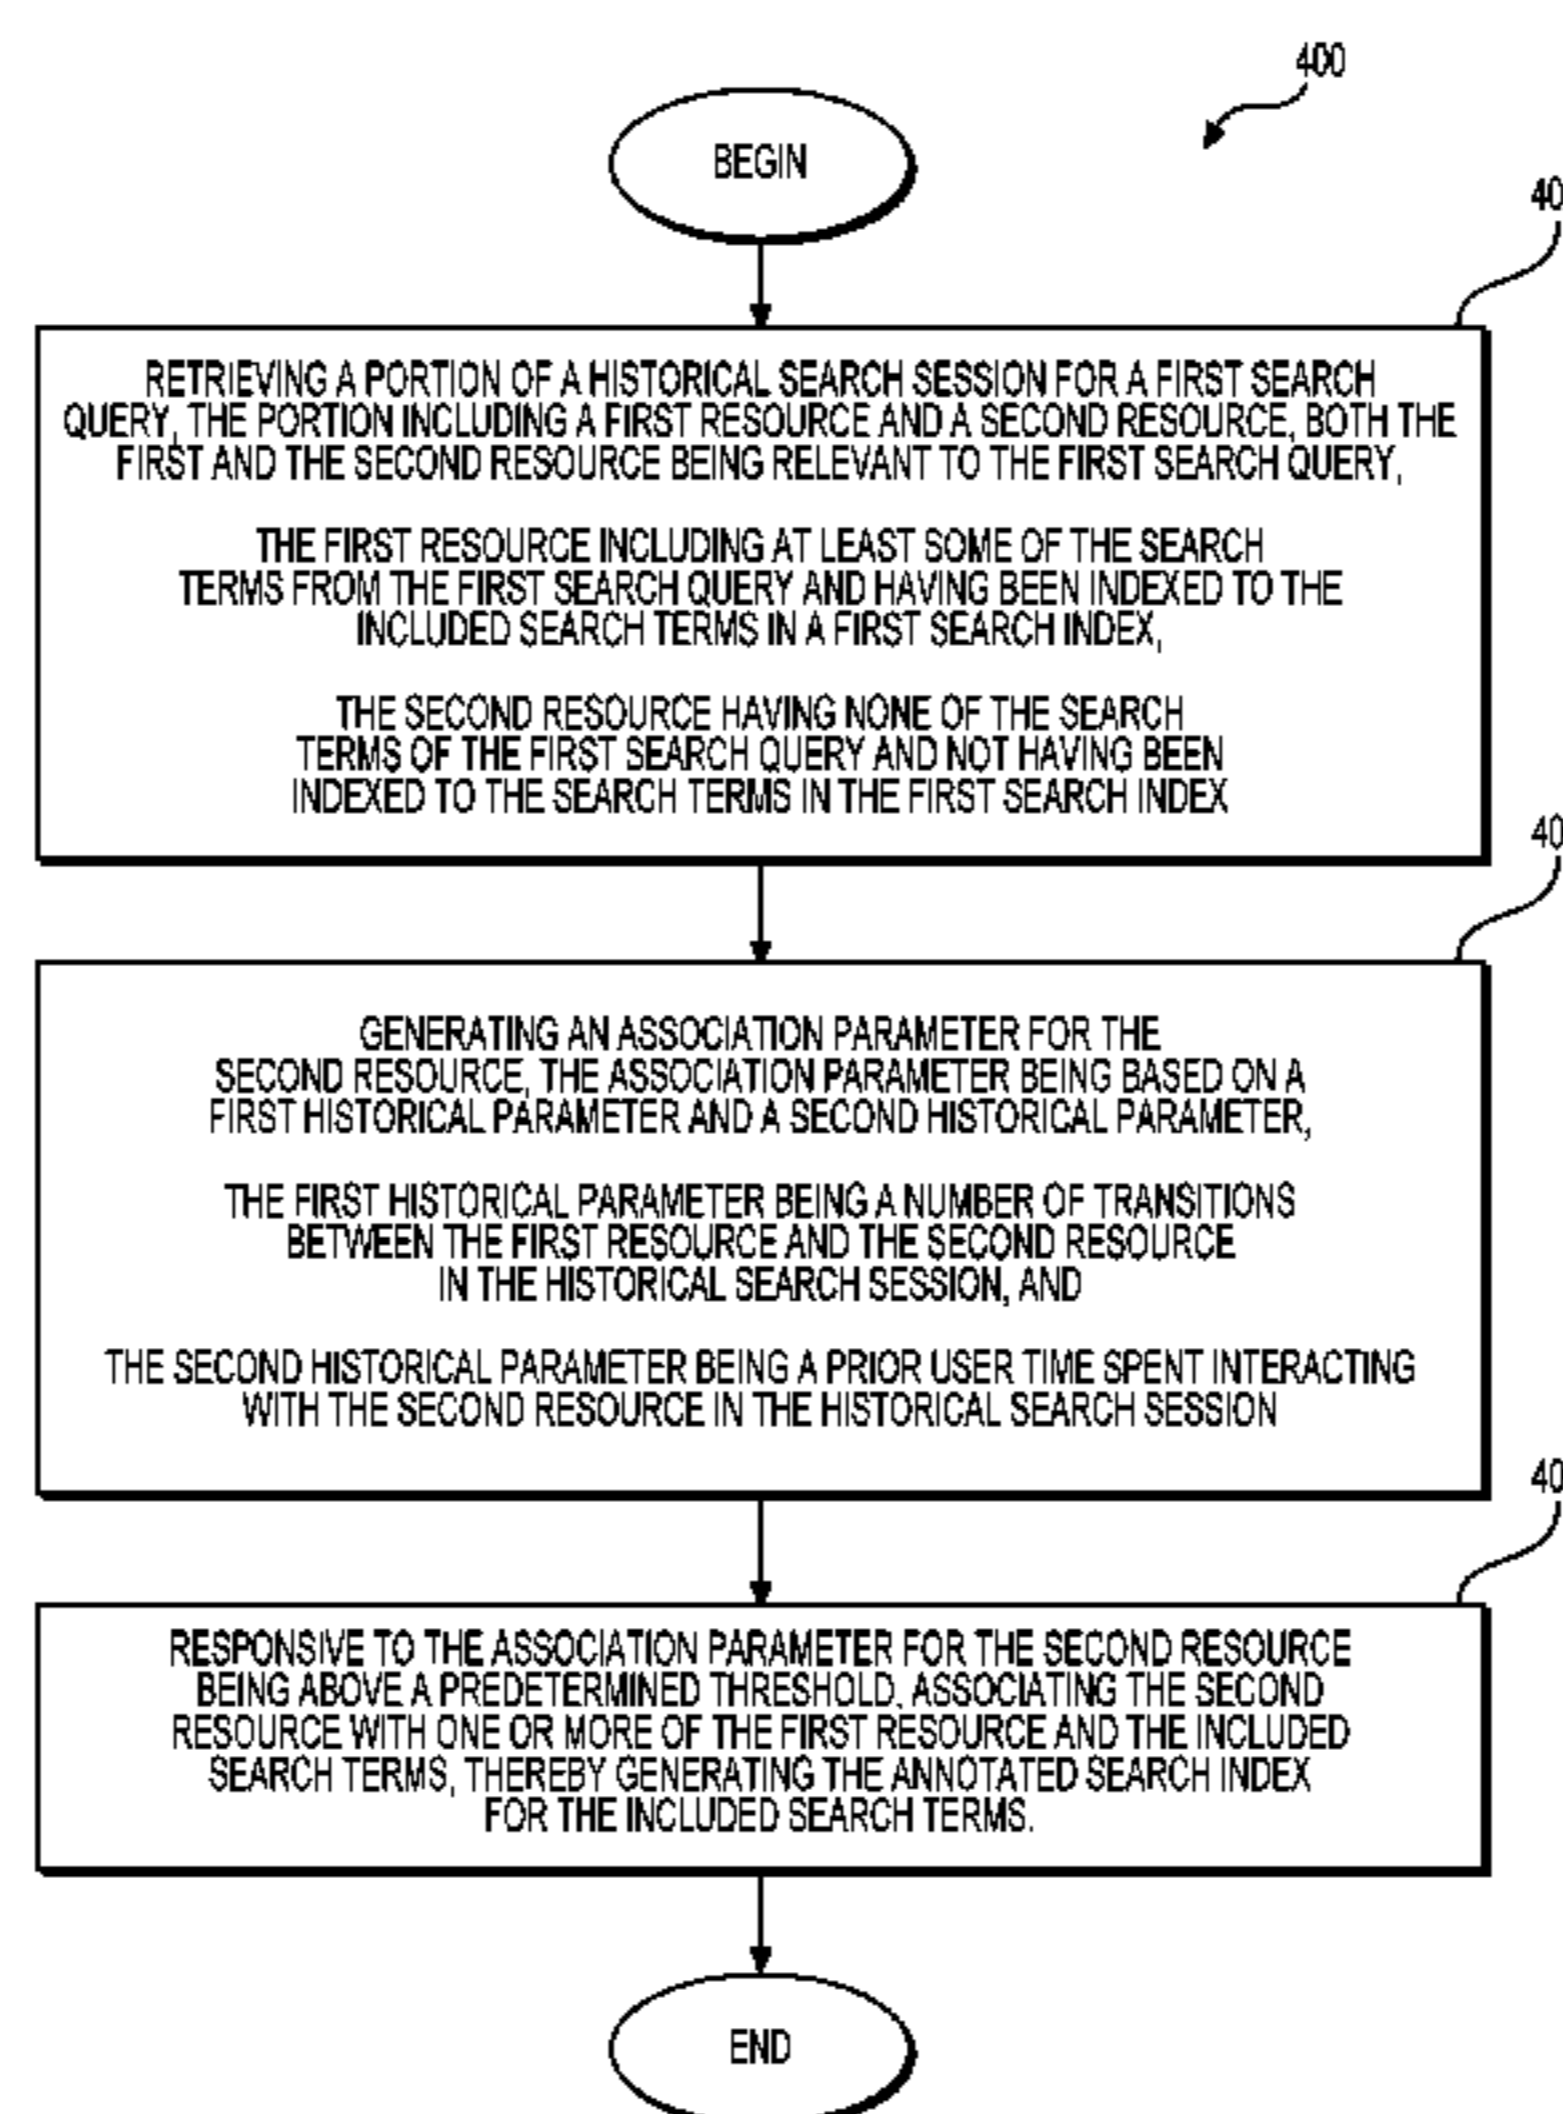 400
BEGIN
40
RETRIEVING A PORTION OF A HISTORICAL SEARCH SESSION FOR A FIRST SEARCH
QUERY, THE PORTION INCLUDING A FIRST RESOURCE AND A SECOND RESOURCE, BOTH THE
FIRST AND THE SECOND RESOURCE BEING RELEVANT TO THE FIRST SEARCH QUERY,
THE FIRST RESOURCE INCLUDING AT LEAST SOME OF THE SEARCH
TERMS FROM THE FIRST SEARCH QUERY AND HAVING BEEN INDEXED TO THE
INCLUDED SEARCH TERMS IN A FIRST SEARCH INDEX,
THE SECOND RESOURCE HAVING NONE OF THE SEARCH
TERMS OF THE FIRST SEARCH QUERY AND NOT HAVING BEEN
INDEXED TO THE SEARCH TERMS IN THE FIRST SEARCH INDEX
40
GENERATING AN ASSOCIATION PARAMETER FOR THE
SECOND RESOURCE, THE ASSOCIATION PARAMETER BEING BASED ON A
FIRST HISTORICAL PARAMETER AND A SECOND HISTORICAL PARAMETER,
THE FIRST HISTORICAL PARAMETER BEING A NUMBER OF TRANSITIONS
BETWEEN THE FIRST RESOURCE AND THE SECOND RESOURCE
IN THE HISTORICAL SEARCH SESSION, AND
THE SECOND HISTORICAL PARAMETER BEING A PRIOR USER TIME SPENT INTERACTING
WITH THE SECOND RESOURCE IN THE HISTORICAL SEARCH SESSION
40
RESPONSIVE TO THE ASSOCIATION PARAMETER FOR THE SECOND RESOURCE
BEING ABOVE A PREDETERMINED THRESHOLD, ASSOCIATING THE SECOND
RESOURCE WITH ONE OR MORE OF THE FIRST RESOURCE AND THE INCLUDED
SEARCH TERMS, THEREBY GENERATING THE ANNOTATED SEARCH INDEX
FOR THE INCLUDED SEARCH TERMS.
END